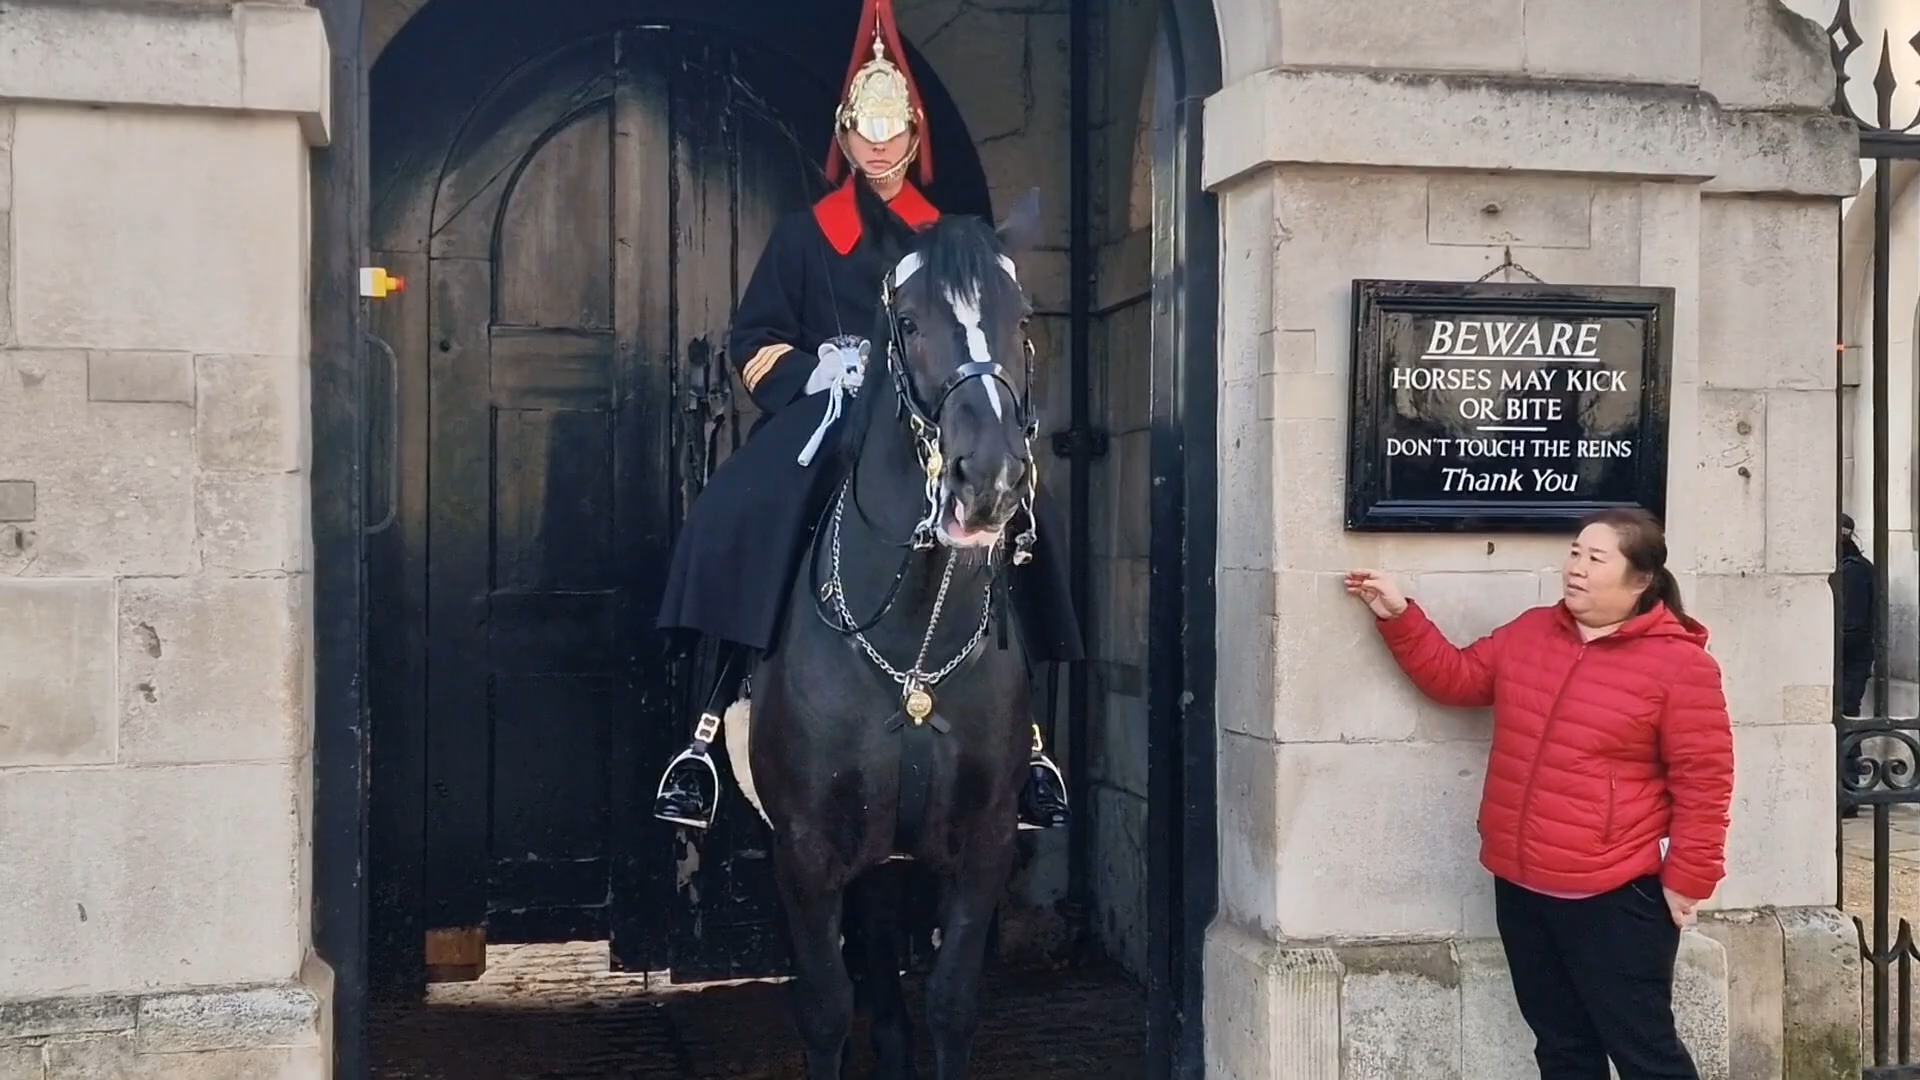 BEWARE
HORSES MAY KICK
OR BITE
DON'T TOUCH THE REINS
Thank You